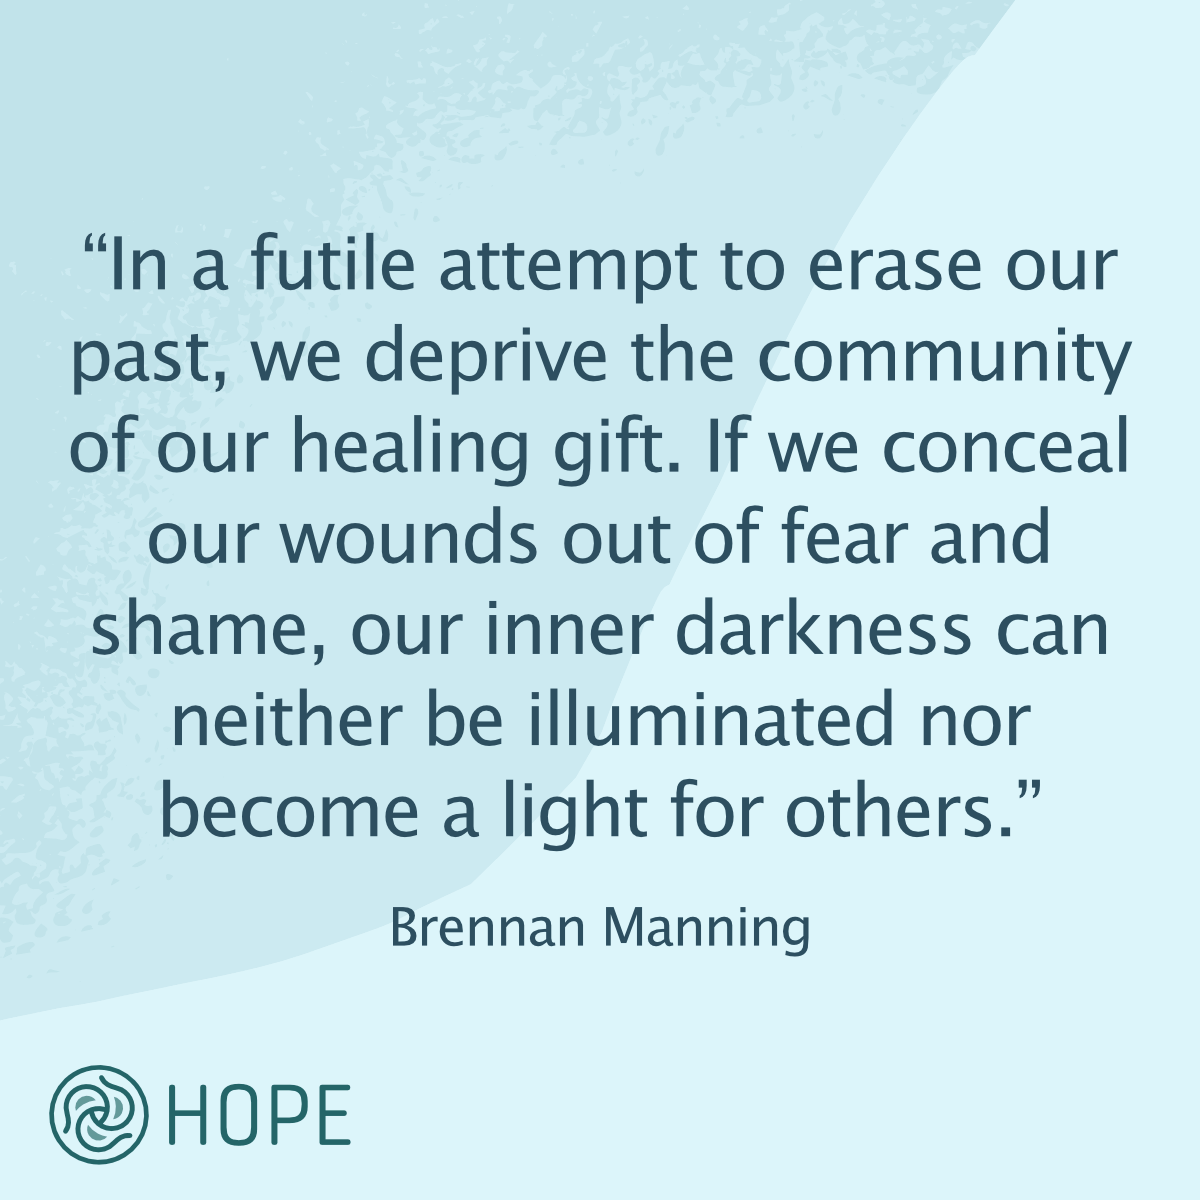 “In a futile attempt to erase our
past, we deprive the community
of our healing gift. If we conceal
our wounds out of fear and
shame, our inner darkness can
neither be illuminated nor
become a light for others.”
Brennan Manning
HOPE